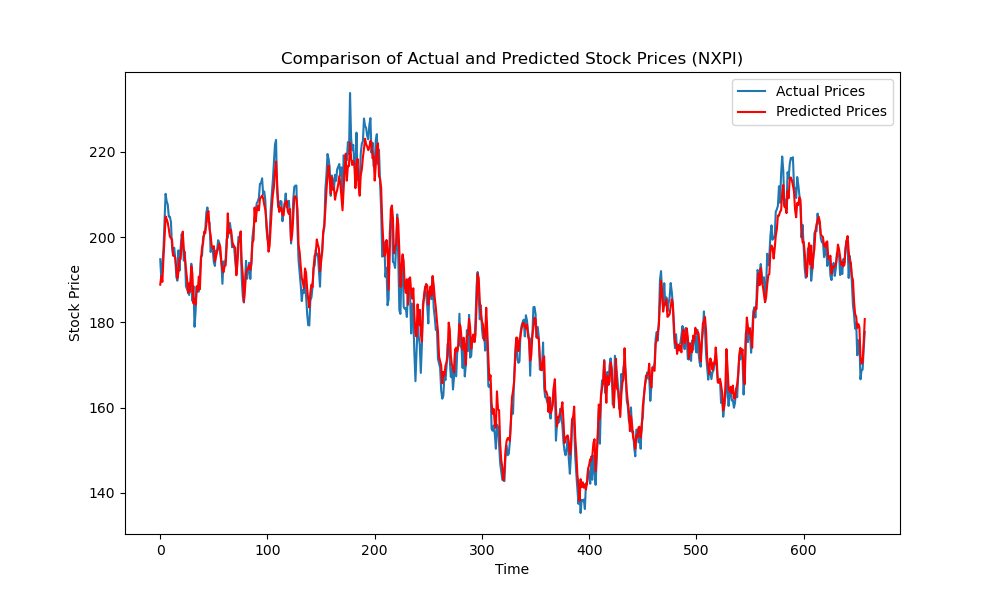 Comparison of Actual and Predicted Stock Prices (NXPI)
Actual Prices
Predicted Prices
Stock Price
220
200
180
160
140
0 100 200 300 400 500 600
Time